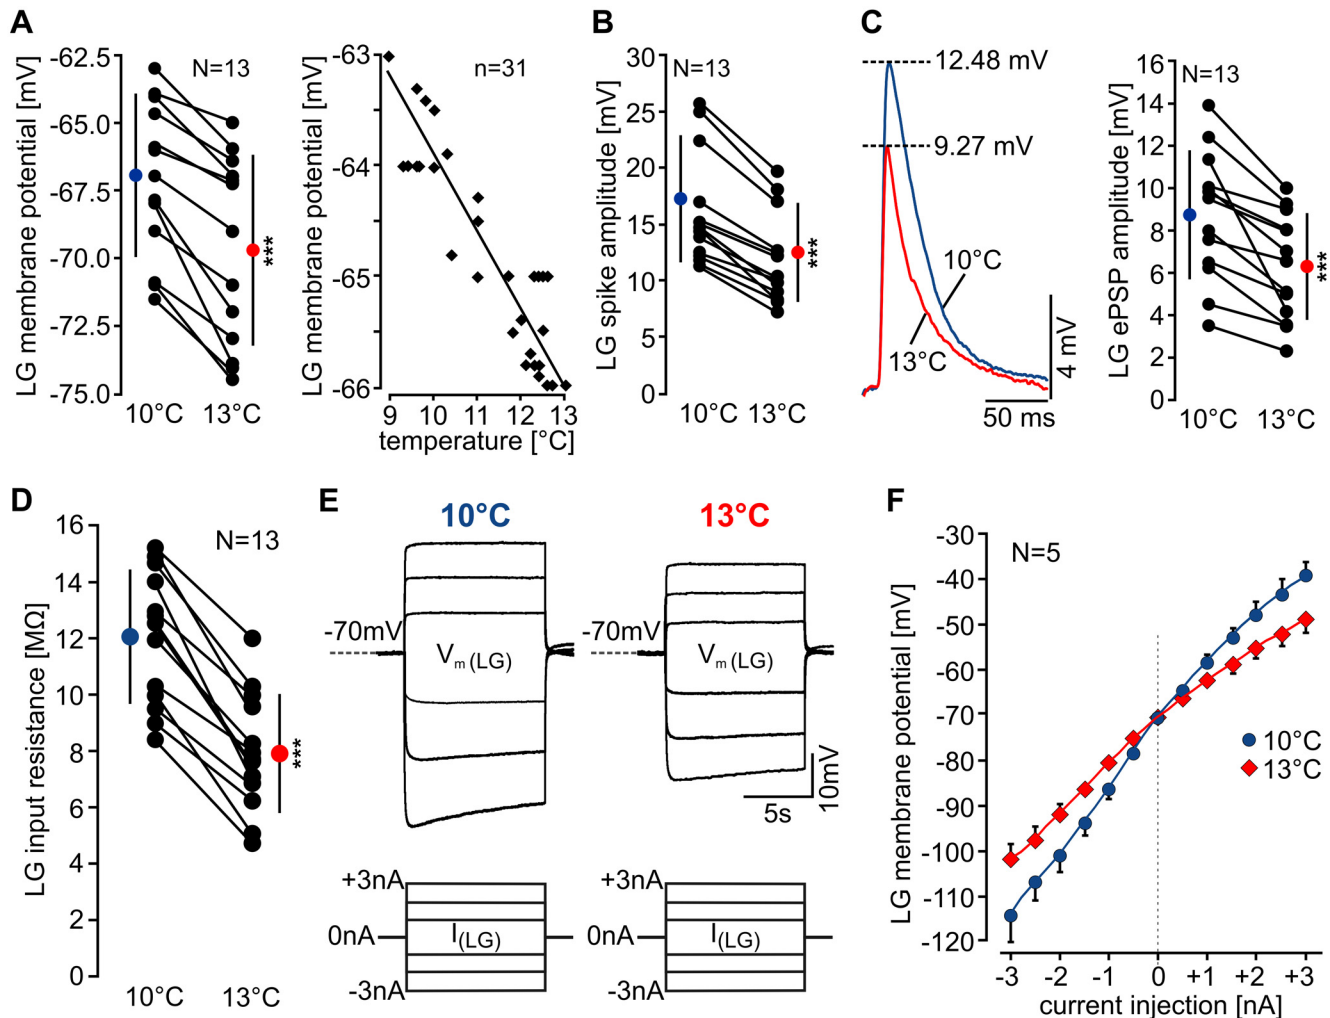 A
LG membrane potential [mV]
-62.5
-65.0
-67.5
-70.0
-72.5
-75.0
N=13
***
10°C 13°C
LG membrane potential [mV]
-63
-64
-65
-66
n=31
9 10 11 12 13
temperature [°C]
B
LG spike amplitude [mV]
30
25
20
15
10
5
0
N=13
***
10°C 13°C
C
12.48 mV
9.27 mV
10°C
13°C
4 mV
50 ms
LG ePSP amplitude [mV]
16
14
12
10
8
6
4
2
0
N=13
***
10°C 13°C
D
LG input resistance [MΩ]
16
14
12
10
8
6
4
2
0
N=13
***
10°C 13°C
E
10°C
13°C
-70mV
Vm (LG)
-70mV
Vm (LG)
10mV
5s
+3nA
0nA
-3nA
I(LG)
+3nA
0nA
-3nA
I(LG)
F
LG membrane potential [mV]
-30
-40
-50
-60
-70
-80
-90
-100
-110
-120
N=5
10°C
13°C
-3 -2 -1 0 +1 +2 +3
current injection [nA]